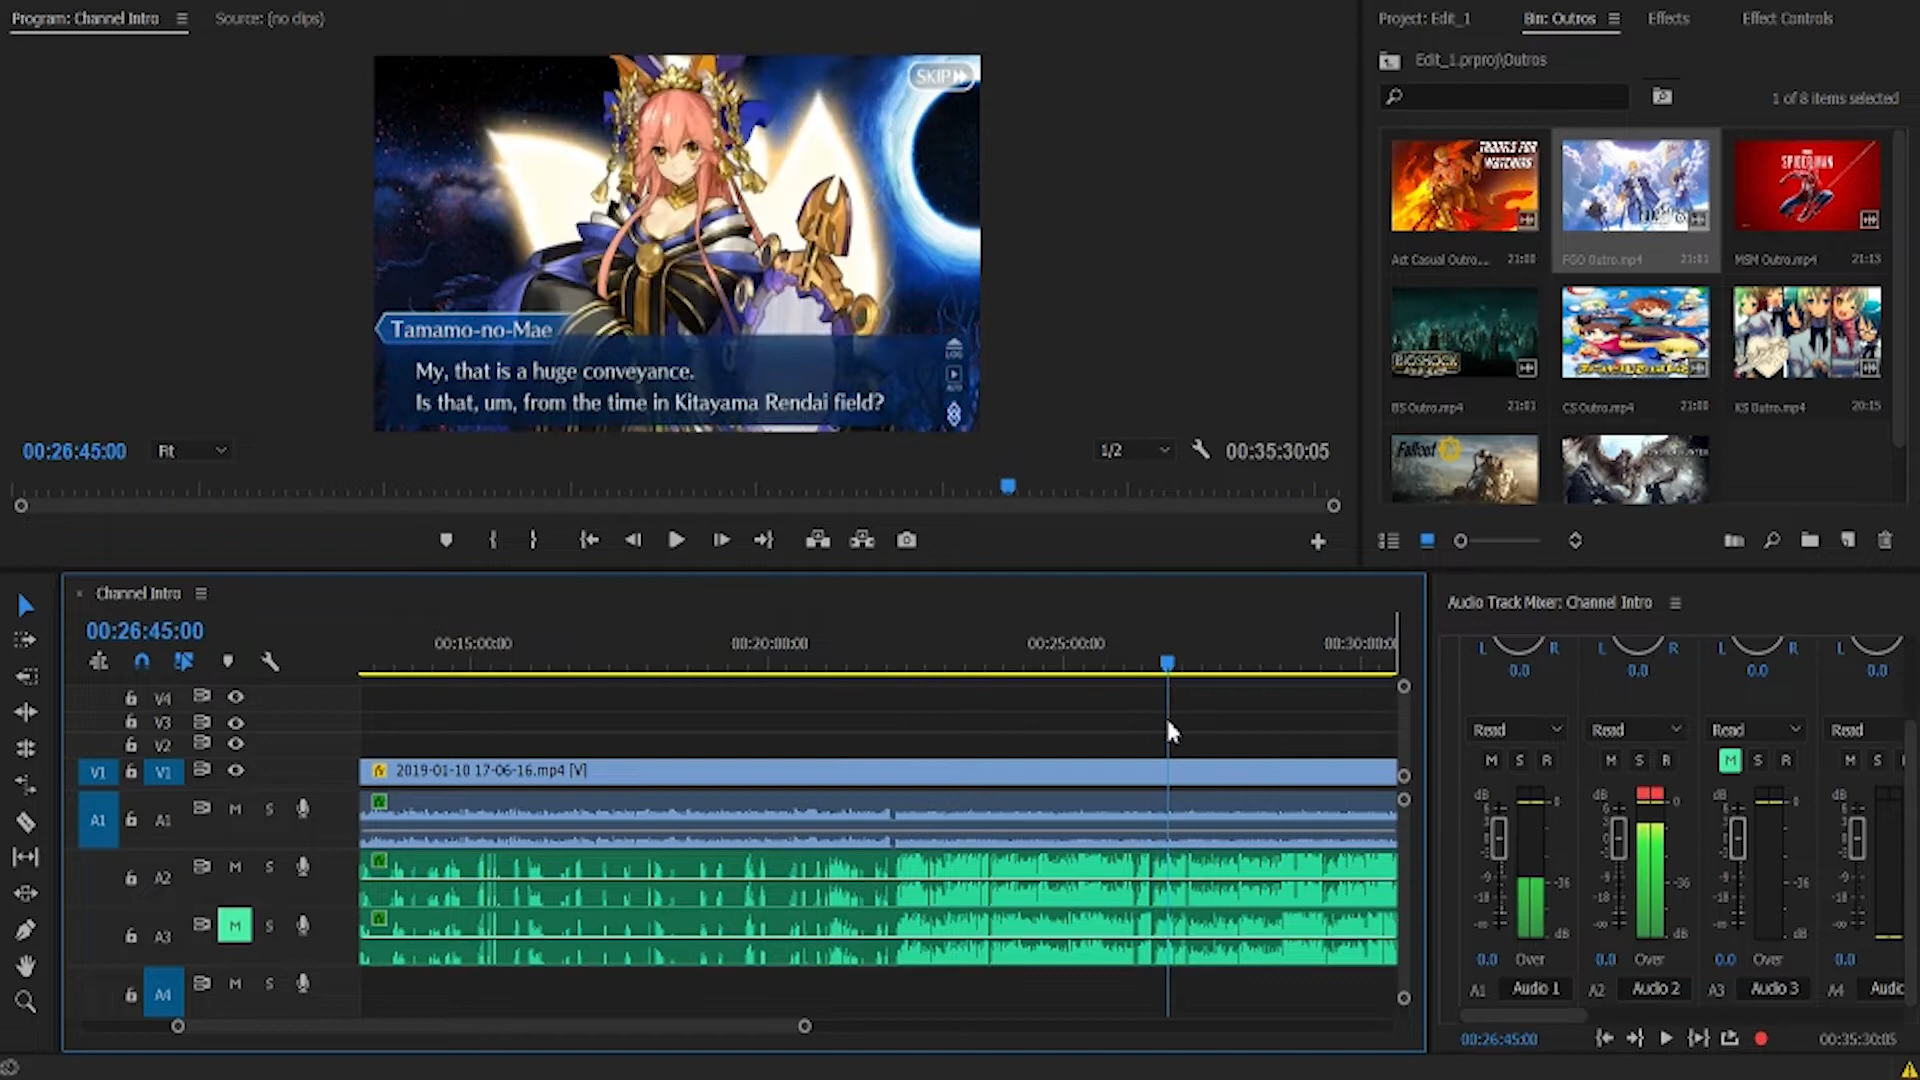 Program: Channel Intro
Source: (no clips)
SKIP
Tamamo-no-Mae
My, that is a huge conveyance.
Is that, um, from the time in Kitayama Rendai field?
LOG
AUTO
00:26:45:00
Fit
1/2
00:35:30:05
Project: Edit_1
Bin: Outros
Effects
Effect Controls
Edit_1.prproj\Outros
1 of 8 items selected
THANKS FOR
WATCHING
SPIDER-MAN
Act Casual Outro... 21:00
FGO Outro.mp4 21:01
MSM Outro.mp4 21:13
BIOSHOCK
BS Outro.mp4 21:01
CS Outro.mp4 21:00
KS Outro.mp4 20:15
Fallout
Channel Intro
00:26:45:00
00:15:00:00
00:20:00:00
00:25:00:00
00:30:00:0
V4
V3
V2
V1 V1
2019-01-10 17-06-16.mp4 [V]
A1 A1 M S
A2 M S
A3 M S
A4 M S
Audio Track Mixer: Channel Intro
L R L R L R L
0.0 0.0 0.0 0.0
Read Read Read Read
M S R M S R M S R M S
dB dB dB dB
0 0 0
-9 -36 -9 -36 -9 -36 -9
-18 -18 -18 -18
-∞ dB -∞ dB -∞ dB -∞
0.0 Over 0.0 Over 0.0 Over 0.0
A1 Audio 1 A2 Audio 2 A3 Audio 3 A4 Audio
00:26:45:00
00:35:30:05